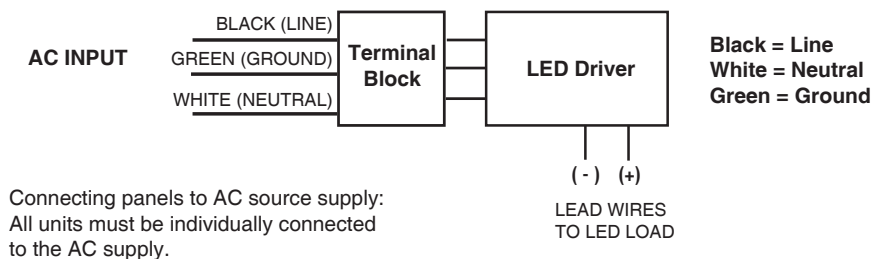 BLACK (LINE)
AC INPUT
GREEN (GROUND)
WHITE (NEUTRAL)
Terminal
Block
LED Driver
Black = Line
White = Neutral
Green = Ground
( - ) (+)
LEAD WIRES
TO LED LOAD
Connecting panels to AC source supply:
All units must be individually connected
to the AC supply.